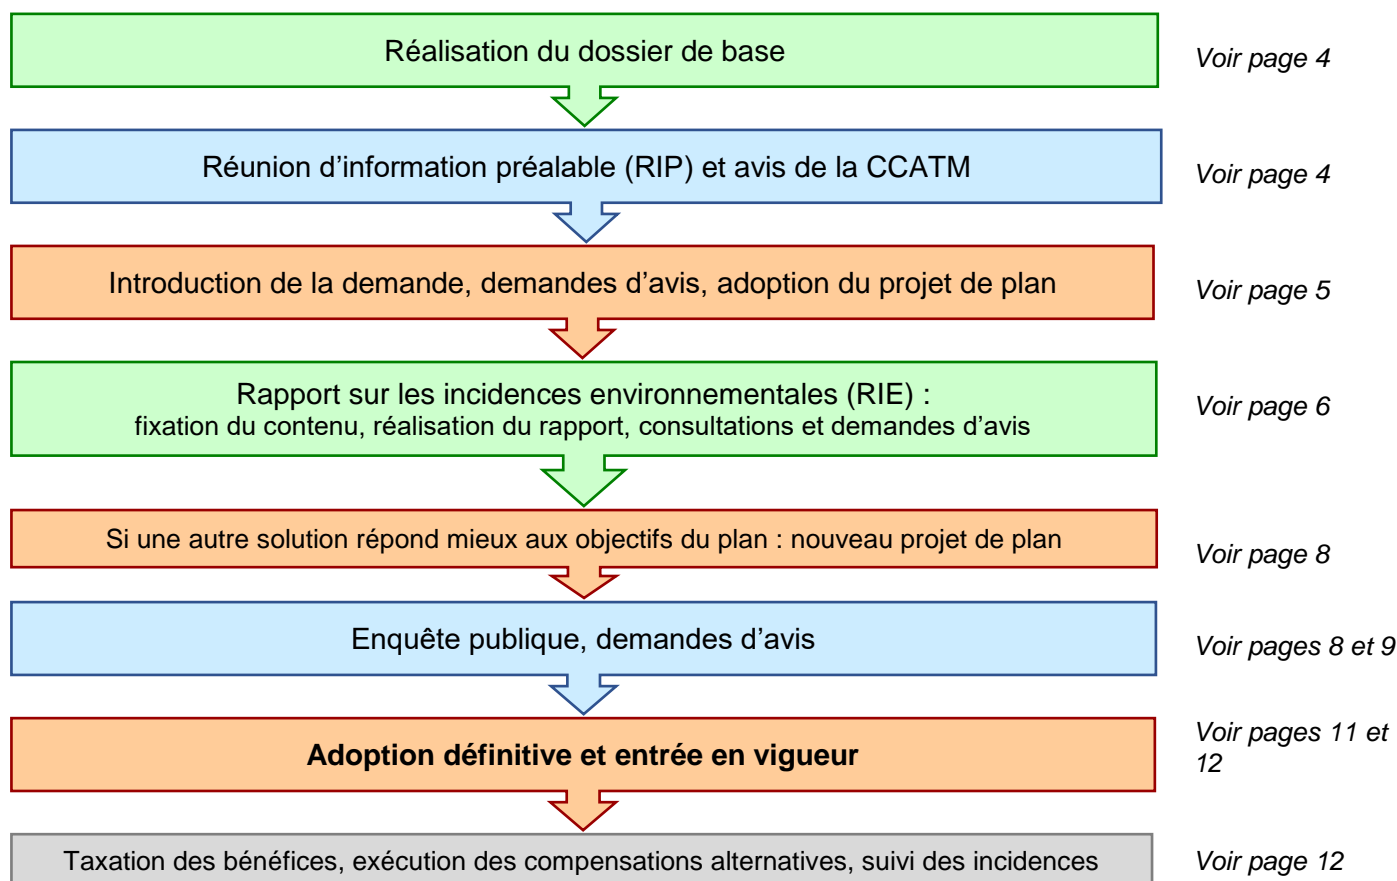 Réalisation du dossier de base
Voir page 4
Réunion d’information préalable (RIP) et avis de la CCATM
Voir page 4
Introduction de la demande, demandes d’avis, adoption du projet de plan
Voir page 5
Rapport sur les incidences environnementales (RIE) :
fixation du contenu, réalisation du rapport, consultations et demandes d’avis
Voir page 6
Si une autre solution répond mieux aux objectifs du plan : nouveau projet de plan
Voir page 8
Enquête publique, demandes d’avis
Voir pages 8 et 9
Adoption définitive et entrée en vigueur
Voir pages 11 et
12
Taxation des bénéfices, exécution des compensations alternatives, suivi des incidences
Voir page 12